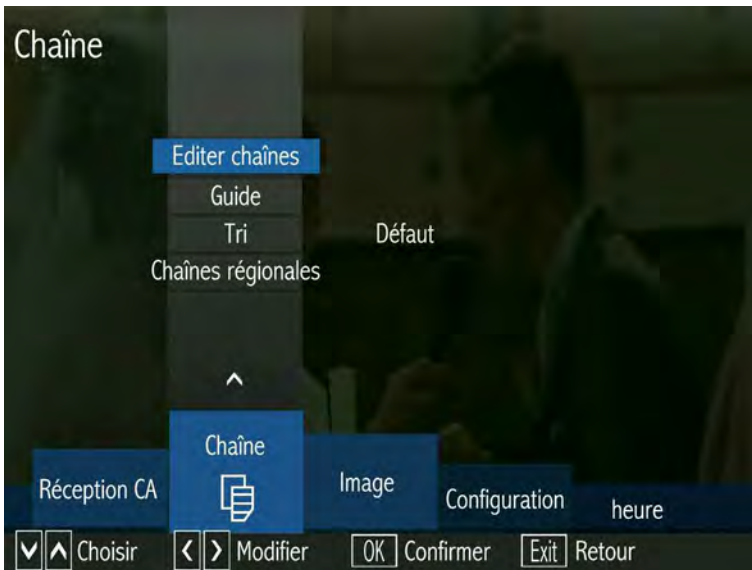 Chaîne
Editer chaînes
Guide
Tri Défaut
Chaînes régionales
Réception CA Chaîne Image Configuration heure
Choisir Modifier OK Confirmer Exit Retour